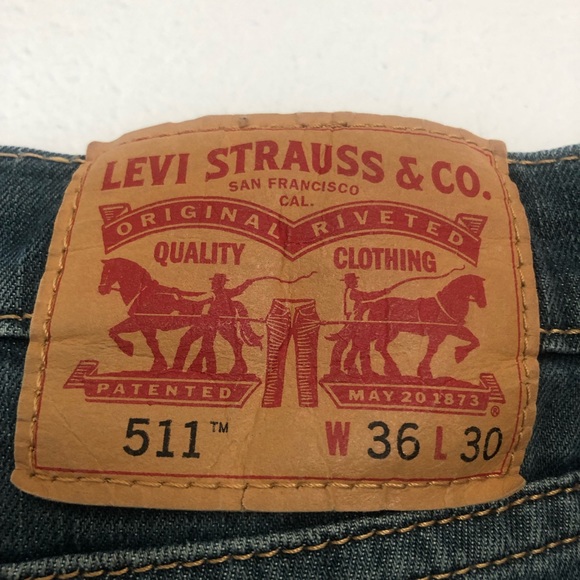 LEVI STRAUSS & CO.
SAN FRANCISCO
CAL.
ORIGINAL RIVETED
QUALITY CLOTHING
PATENTED MAY 20 1873 ®
511™ W 36 L 30